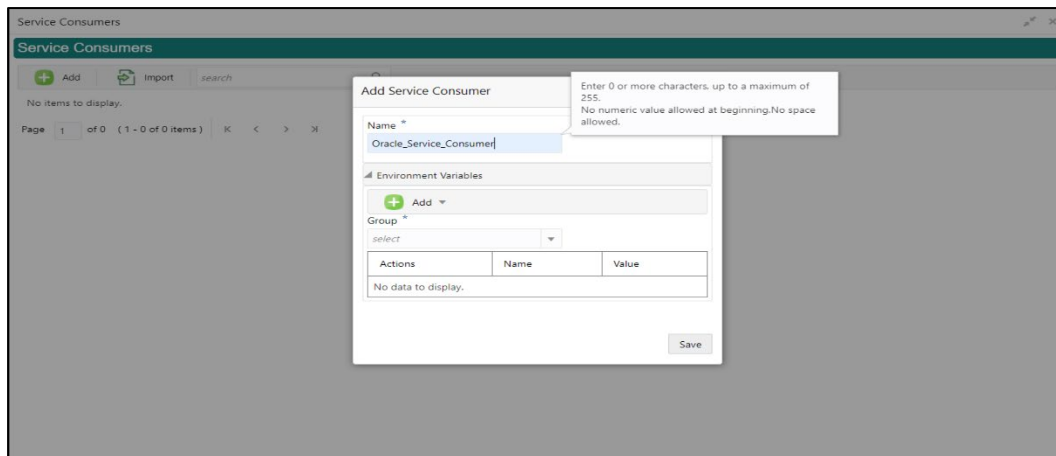 Service Consumers
Service Consumers
Add Import search
No items to display.
Page 1 of 0 ( 1 - 0 of 0 items )
Add Service Consumer
Enter 0 or more characters, up to a maximum of
255.
No numeric value allowed at beginning.No space
allowed.
Name *
Oracle_Service_Consumer
Environment Variables
Add
Group *
select
Actions Name Value
No data to display.
Save